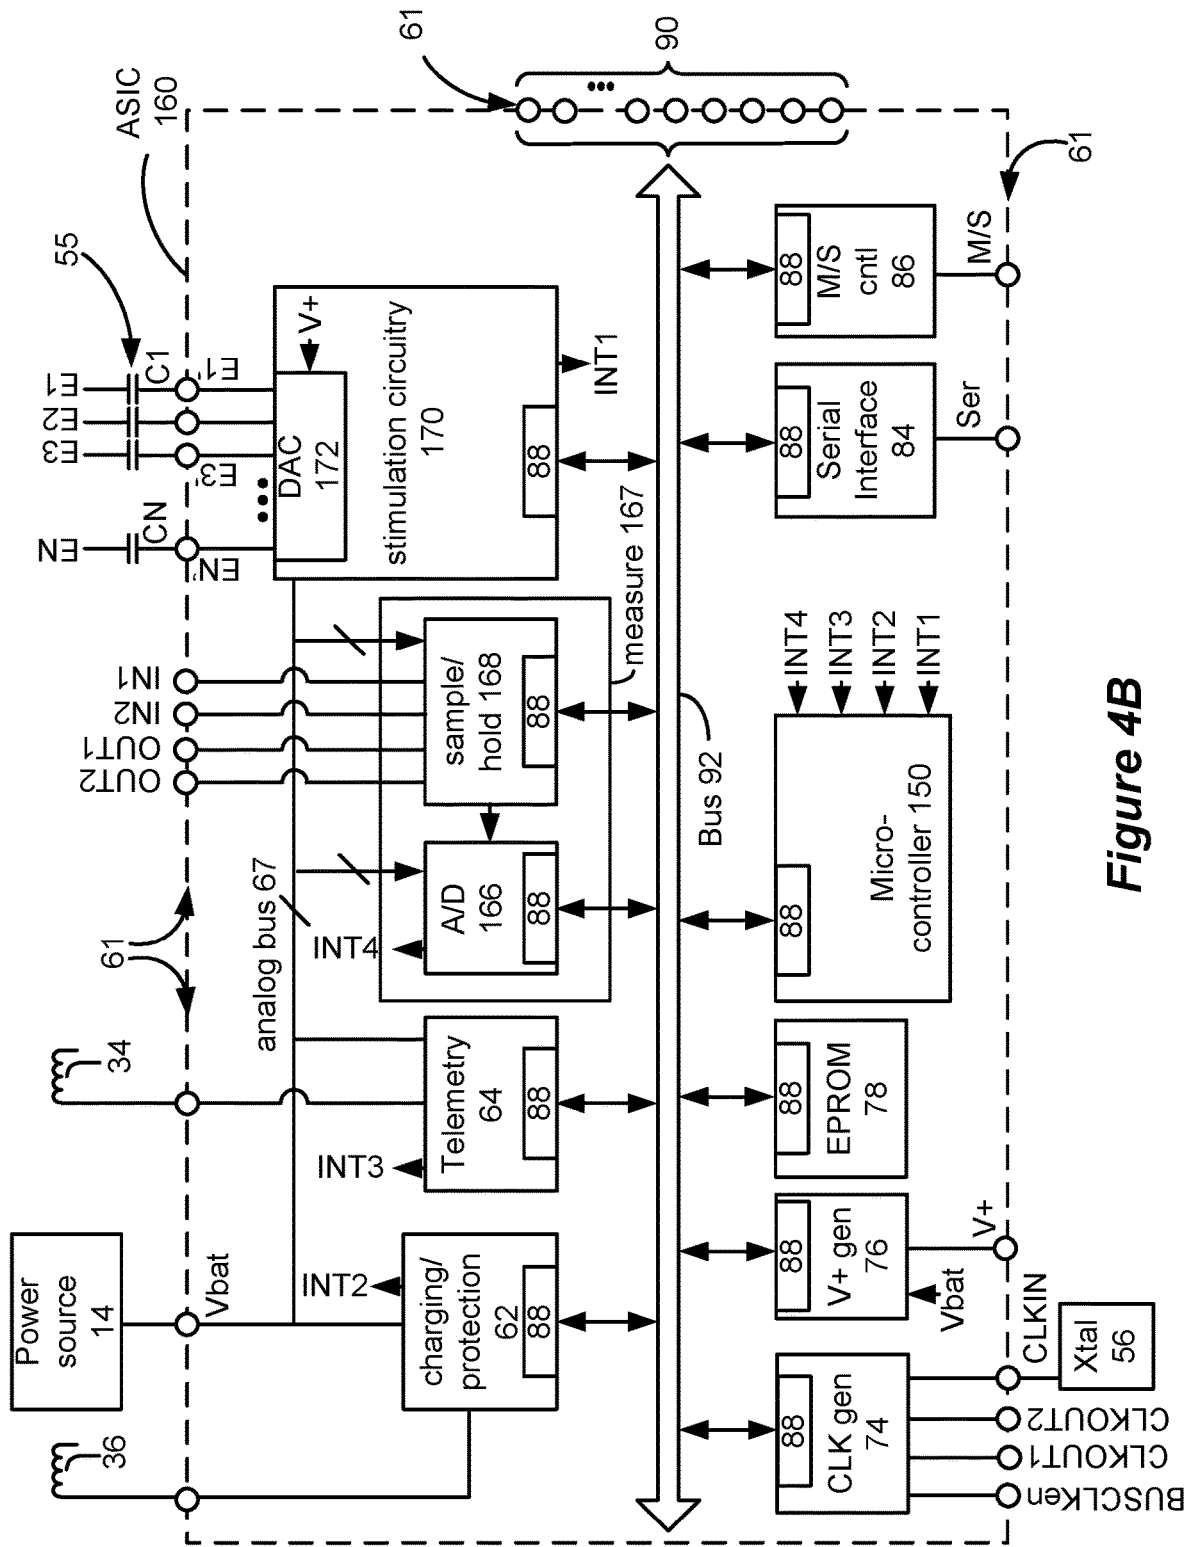 ASIC
160
61
90
55
E1
E2
E3
EN
C1
CN
E1'
E3'
EN'
IN1
IN2
OUT1
OUT2
61
34
36
Power
source
14
Vbat
analog bus 67
DAC
172
V+
stimulation circuitry
170
88
INT1
measure 167
sample/
hold 168
88
A/D
166
88
INT4
Telemetry
64
88
INT3
charging/
protection
62
88
INT2
Bus 92
88
M/S
cntl
86
M/S
61
88
Serial
Interface
84
Ser
88
Micro-
controller 150
INT4
INT3
INT2
INT1
88
EPROM
78
88
V+ gen
76
Vbat
V+
88
CLK gen
74
CLKIN
Xtal
56
CLKOUT2
CLKOUT1
BUSCLKen
Figure 4B